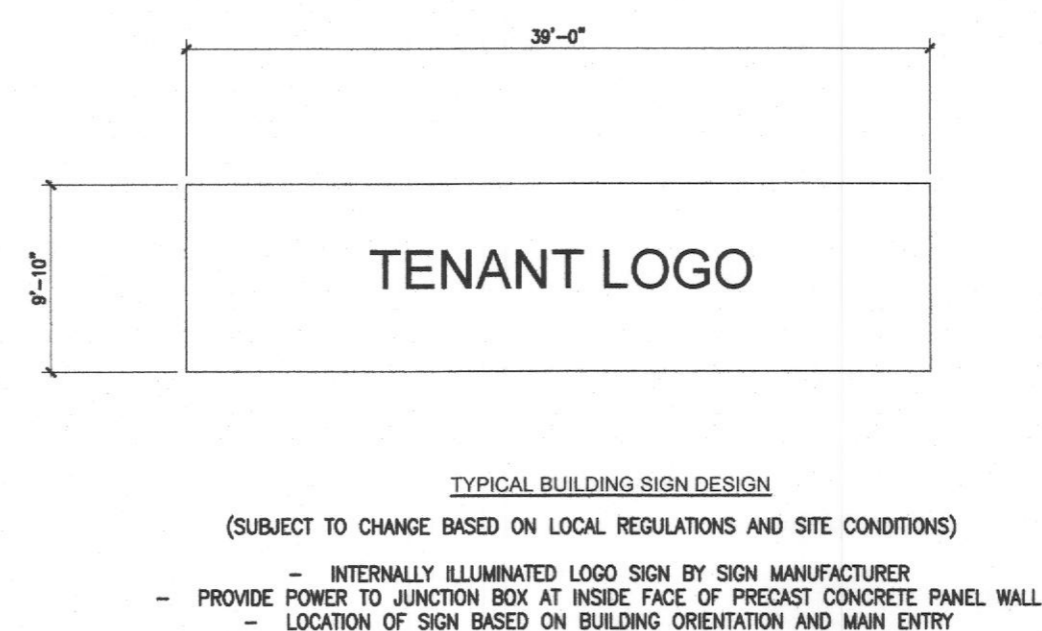 39'-0"
9'-10"
TENANT LOGO
TYPICAL BUILDING SIGN DESIGN
(SUBJECT TO CHANGE BASED ON LOCAL REGULATIONS AND SITE CONDITIONS)
- INTERNALLY ILLUMINATED LOGO SIGN BY SIGN MANUFACTURER
- PROVIDE POWER TO JUNCTION BOX AT INSIDE FACE OF PRECAST CONCRETE PANEL WALL
- LOCATION OF SIGN BASED ON BUILDING ORIENTATION AND MAIN ENTRY